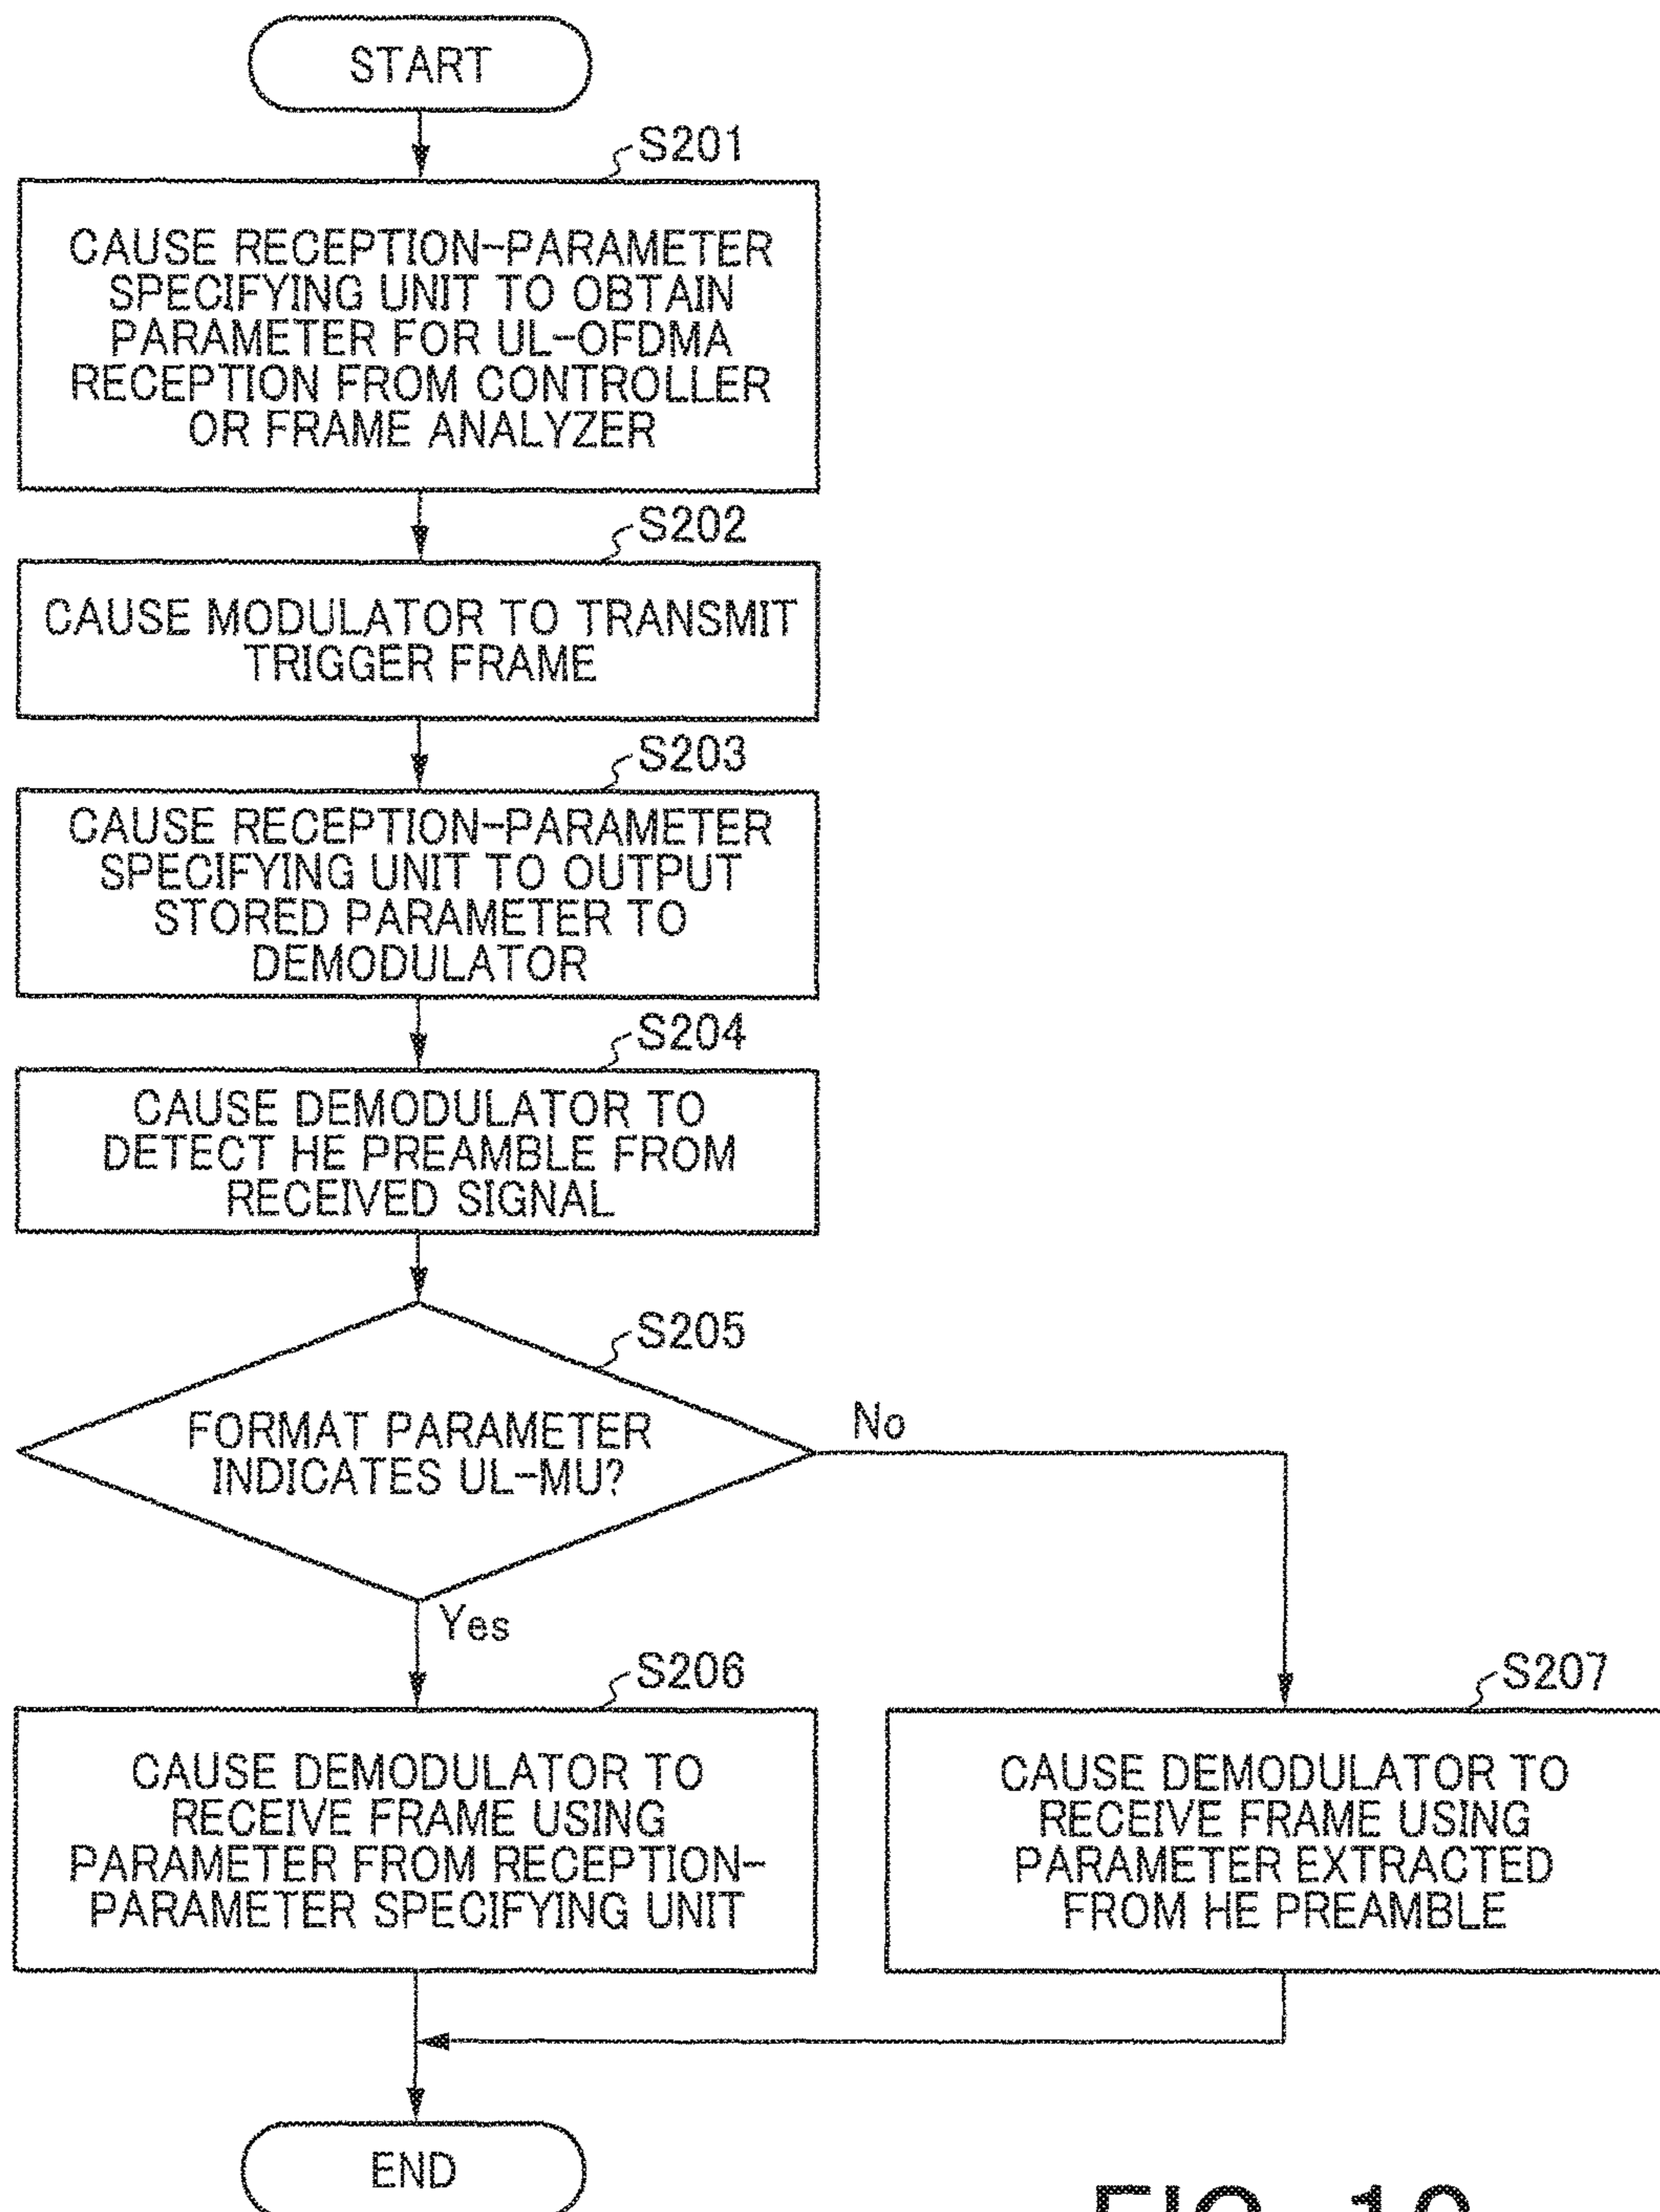 START
S201
CAUSE RECEPTION-PARAMETER
SPECIFYING UNIT TO OBTAIN
PARAMETER FOR UL-OFDMA
RECEPTION FROM CONTROLLER
OR FRAME ANALYZER
S202
CAUSE MODULATOR TO TRANSMIT
TRIGGER FRAME
S203
CAUSE RECEPTION-PARAMETER
SPECIFYING UNIT TO OUTPUT
STORED PARAMETER TO
DEMODULATOR
S204
CAUSE DEMODULATOR TO
DETECT HE PREAMBLE FROM
RECEIVED SIGNAL
S205
FORMAT PARAMETER
INDICATES UL-MU?
No
Yes
S206
CAUSE DEMODULATOR TO
RECEIVE FRAME USING
PARAMETER FROM RECEPTION-
PARAMETER SPECIFYING UNIT
S207
CAUSE DEMODULATOR TO
RECEIVE FRAME USING
PARAMETER EXTRACTED
FROM HE PREAMBLE
END
FIG.